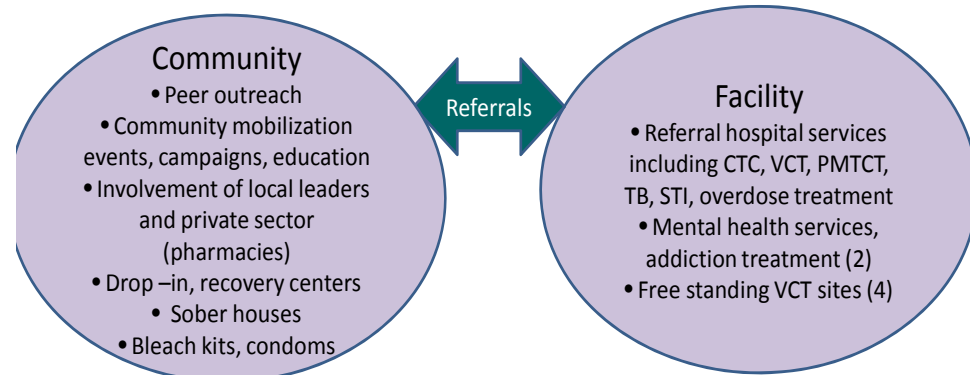 Community
• Peer outreach
• Community mobilization
events, campaigns, education
• Involvement of local leaders
and private sector
(pharmacies)
• Drop –in, recovery centers
• Sober houses
• Bleach kits, condoms
Referrals
Facility
• Referral hospital services
including CTC, VCT, PMTCT,
TB, STI, overdose treatment
• Mental health services,
addiction treatment (2)
• Free standing VCT sites (4)